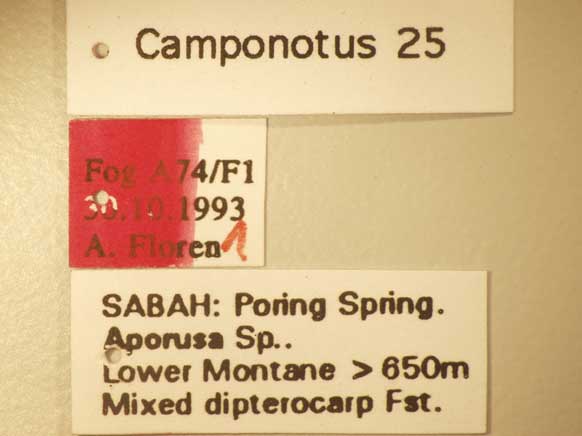 Camponotus 25
Fog A74/F1
30.10.1993
A. Floren 1
SABAH: Poring Spring.
Aporusa Sp..
Lower Montane > 650m
Mixed dipterocarp Fst.